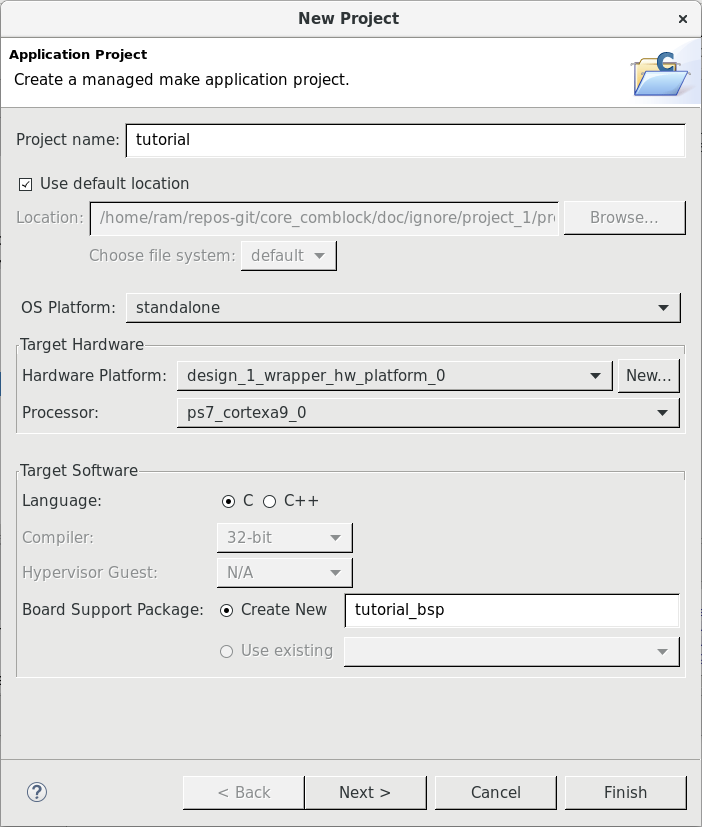 New Project
×
Application Project
Create a managed make application project.
C
Project name: tutorial
Use default location
Location: /home/ram/repos-git/core_comblock/doc/ignore/project_1/pr Browse...
Choose file system: default
OS Platform: standalone
Target Hardware
Hardware Platform: design_1_wrapper_hw_platform_0 New...
Processor: ps7_cortexa9_0
Target Software
Language: C C++
Compiler: 32-bit
Hypervisor Guest: N/A
Board Support Package: Create New tutorial_bsp
Use existing
? < Back Next > Cancel Finish